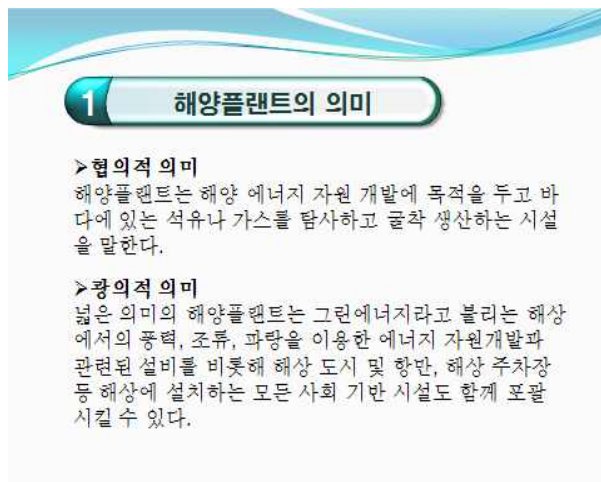 1 해양플랜트의 의미
➢협의적 의미
해양플랜트는 해양 에너지 자원 개발에 목적을 두고 바
다에 있는 석유나 가스를 탐사하고 굴착 생산하는 시설
을 말한다.
➢광의적 의미
넓은 의미의 해양플랜트는 그린에너지라고 불리는 해상
에서의 풍력, 조류, 파랑을 이용한 에너지 자원개발과
관련된 설비를 비롯해 해상 도시 및 항만, 해상 주차장
등 해상에 설치하는 모든 사회 기반 시설도 함께 포괄
시킬 수 있다.